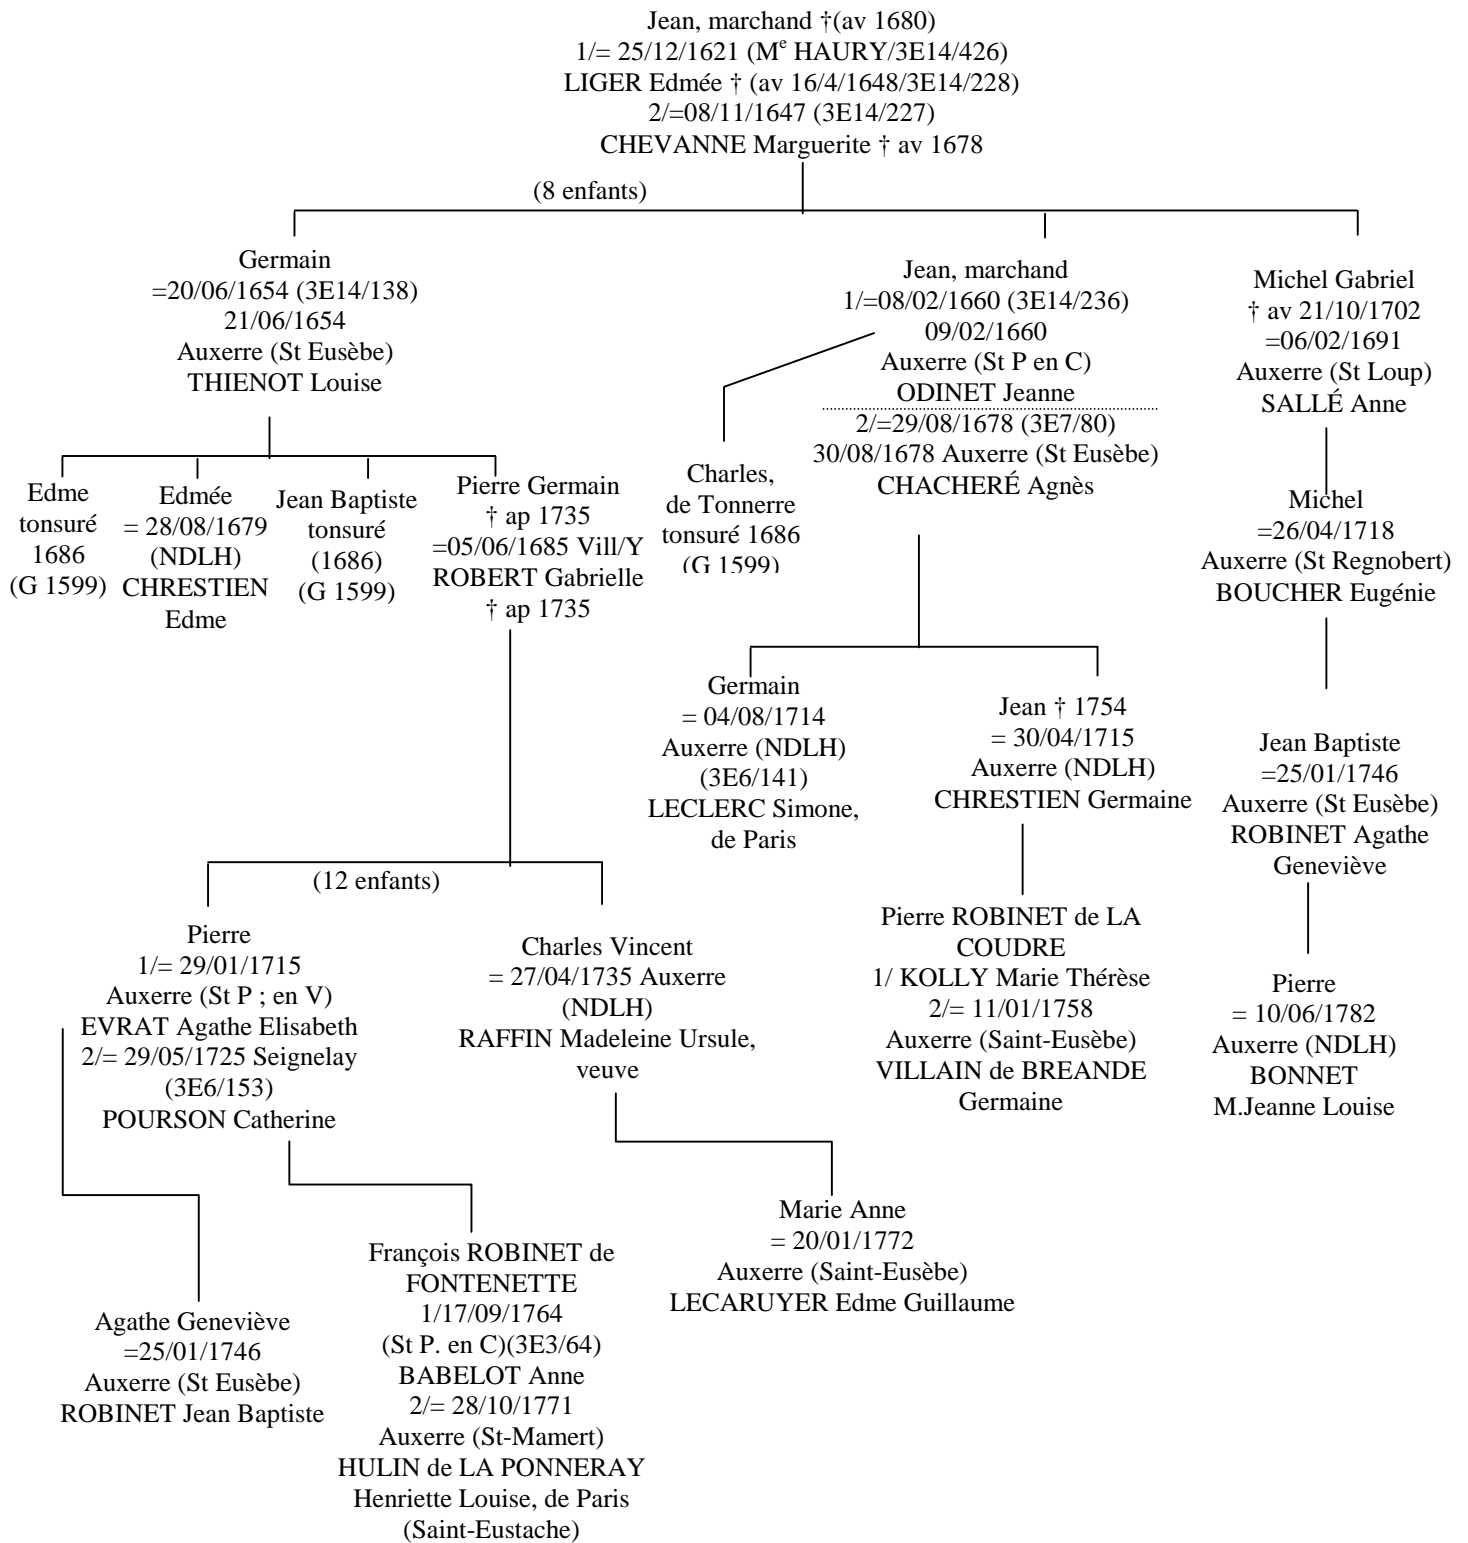 Jean, marchand †(av 1680)
1/= 25/12/1621 (Me HAURY/3E14/426)
LIGER Edmée † (av 16/4/1648/3E14/228)
2/=08/11/1647 (3E14/227)
CHEVANNE Marguerite † av 1678
(8 enfants)
Germain
=20/06/1654 (3E14/138)
21/06/1654
Auxerre (St Eusèbe)
THIENOT Louise
Jean, marchand
1/=08/02/1660 (3E14/236)
09/02/1660
Auxerre (St P en C)
ODINET Jeanne
2/=29/08/1678 (3E7/80)
30/08/1678 Auxerre (St Eusèbe)
CHACHERÉ Agnès
Michel Gabriel
† av 21/10/1702
=06/02/1691
Auxerre (St Loup)
SALLÉ Anne
Edme
tonsuré
1686
(G 1599)
Edmée
= 28/08/1679
(NDLH)
CHRESTIEN
Edme
Jean Baptiste
tonsuré
(1686)
(G 1599)
Pierre Germain
† ap 1735
=05/06/1685 Vill/Y
ROBERT Gabrielle
† ap 1735
Charles,
de Tonnerre
tonsuré 1686
(G 1599)
Michel
=26/04/1718
Auxerre (St Regnobert)
BOUCHER Eugénie
Germain
= 04/08/1714
Auxerre (NDLH)
(3E6/141)
LECLERC Simone,
de Paris
Jean † 1754
= 30/04/1715
Auxerre (NDLH)
CHRESTIEN Germaine
Jean Baptiste
=25/01/1746
Auxerre (St Eusèbe)
ROBINET Agathe
Geneviève
(12 enfants)
Pierre
1/= 29/01/1715
Auxerre (St P ; en V)
EVRAT Agathe Elisabeth
2/= 29/05/1725 Seignelay
(3E6/153)
POURSON Catherine
Charles Vincent
= 27/04/1735 Auxerre
(NDLH)
RAFFIN Madeleine Ursule,
veuve
Pierre ROBINET de LA
COUDRE
1/ KOLLY Marie Thérèse
2/= 11/01/1758
Auxerre (Saint-Eusèbe)
VILLAIN de BREANDE
Germaine
Pierre
= 10/06/1782
Auxerre (NDLH)
BONNET
M.Jeanne Louise
Agathe Geneviève
=25/01/1746
Auxerre (St Eusèbe)
ROBINET Jean Baptiste
François ROBINET de
FONTENETTE
1/17/09/1764
(St P. en C)(3E3/64)
BABELOT Anne
2/= 28/10/1771
Auxerre (St-Mamert)
HULIN de LA PONNERAY
Henriette Louise, de Paris
(Saint-Eustache)
Marie Anne
= 20/01/1772
Auxerre (Saint-Eusèbe)
LECARUYER Edme Guillaume